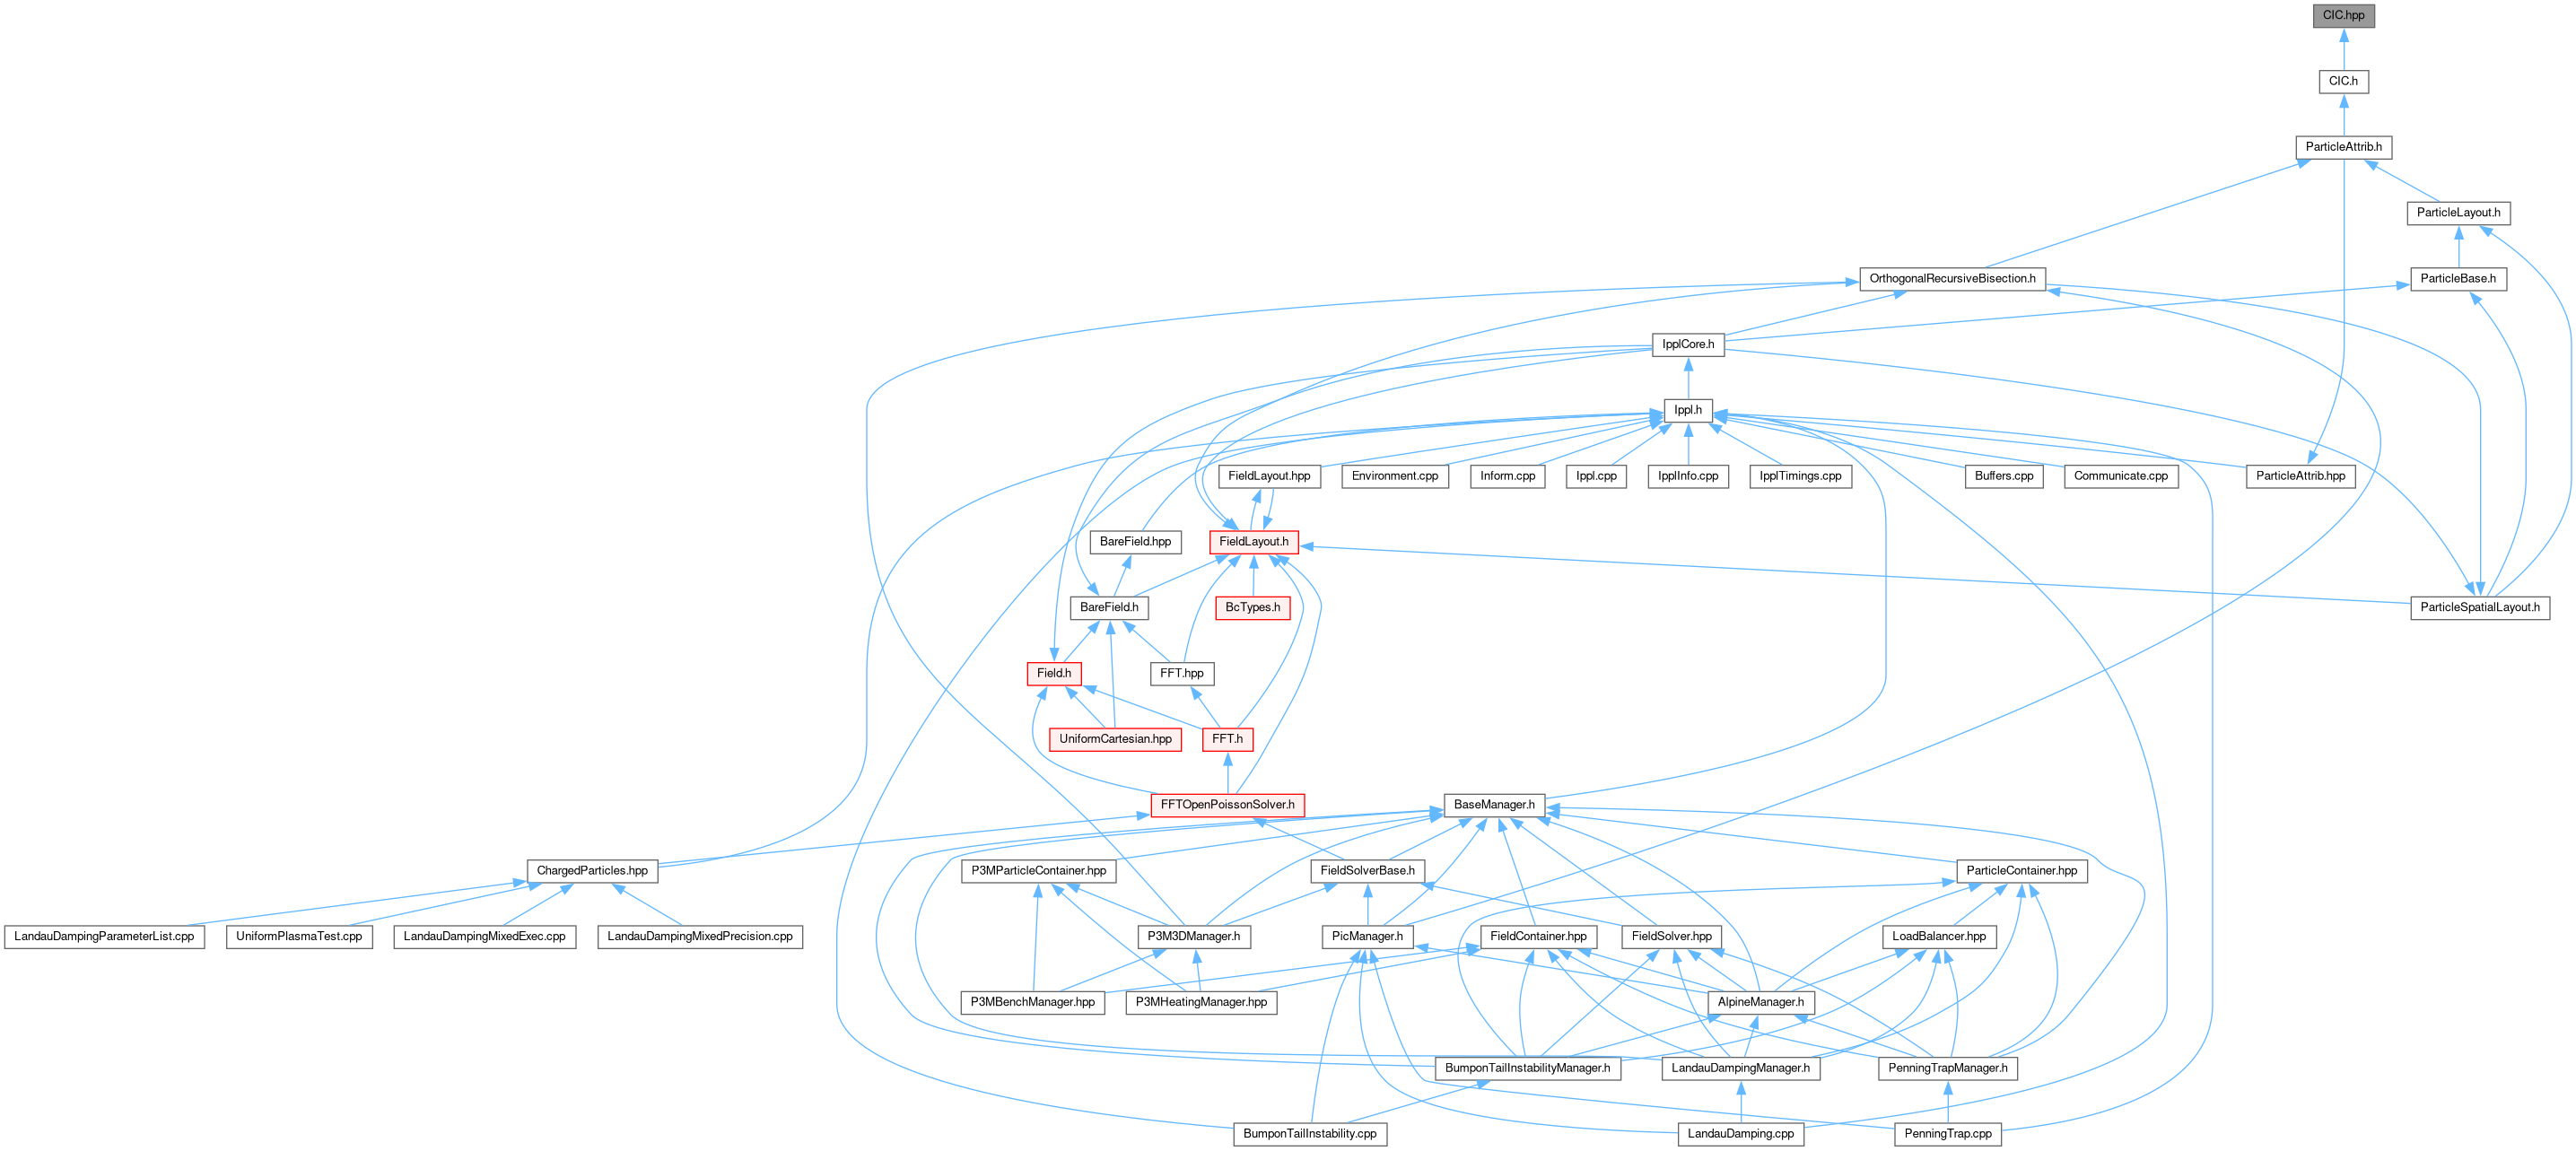 CIC.hpp
CIC.h
ParticleAttrib.h
ParticleLayout.h
OrthogonalRecursiveBisection.h
ParticleBase.h
IpplCore.h
Ippl.h
FieldLayout.hpp
Environment.cpp
Inform.cpp
Ippl.cpp
IpplInfo.cpp
IpplTimings.cpp
Buffers.cpp
Communicate.cpp
ParticleAttrib.hpp
BareField.hpp
FieldLayout.h
BareField.h
BcTypes.h
ParticleSpatialLayout.h
Field.h
FFT.hpp
UniformCartesian.hpp
FFT.h
FFTOpenPoissonSolver.h
BaseManager.h
ChargedParticles.hpp
P3MParticleContainer.hpp
FieldSolverBase.h
ParticleContainer.hpp
LandauDampingParameterList.cpp
UniformPlasmaTest.cpp
LandauDampingMixedExec.cpp
LandauDampingMixedPrecision.cpp
P3M3DManager.h
PicManager.h
FieldContainer.hpp
FieldSolver.hpp
LoadBalancer.hpp
P3MBenchManager.hpp
P3MHeatingManager.hpp
AlpineManager.h
BumponTailInstabilityManager.h
LandauDampingManager.h
PenningTrapManager.h
BumponTailInstability.cpp
LandauDamping.cpp
PenningTrap.cpp